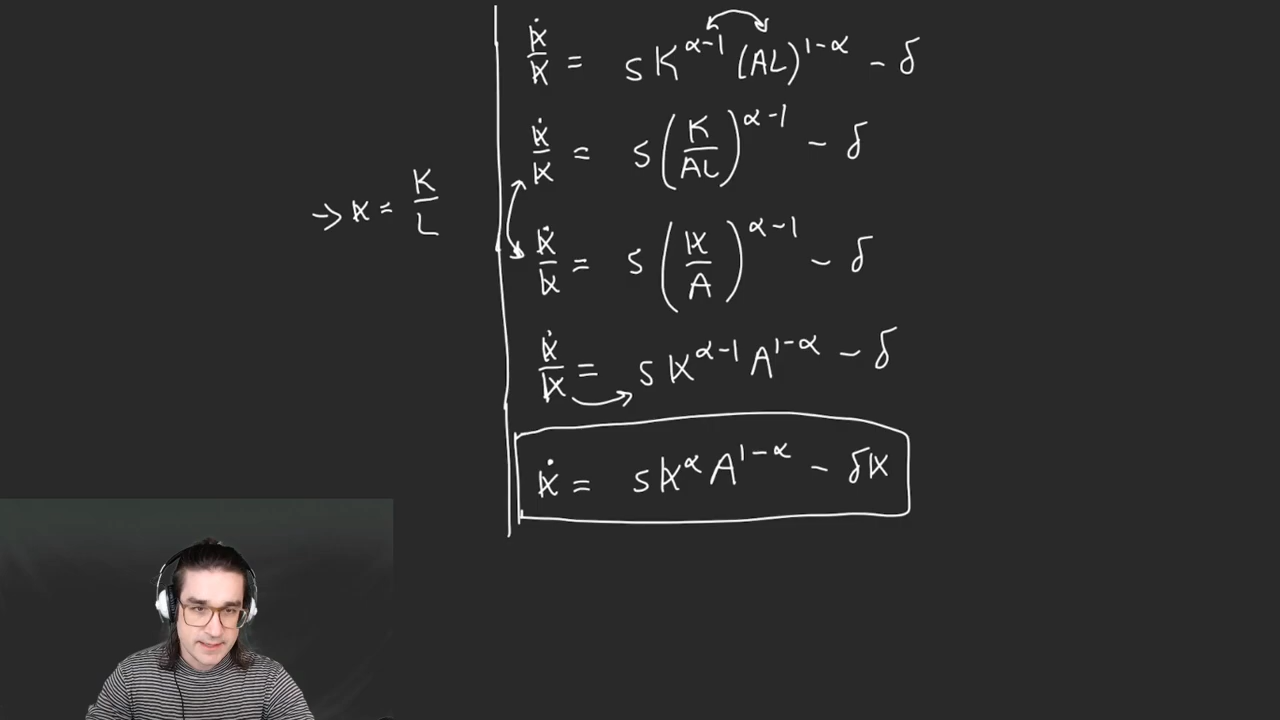 k̇/k = sK^(α-1) (AL)^(1-α) - δ
k̇/k = s(K/AL)^(α-1) - δ
→ k = K/L
k̇/k = s(k/A)^(α-1) - δ
k̇/k = sk^(α-1) A^(1-α) - δ
k̇ = sk^α A^(1-α) - δk